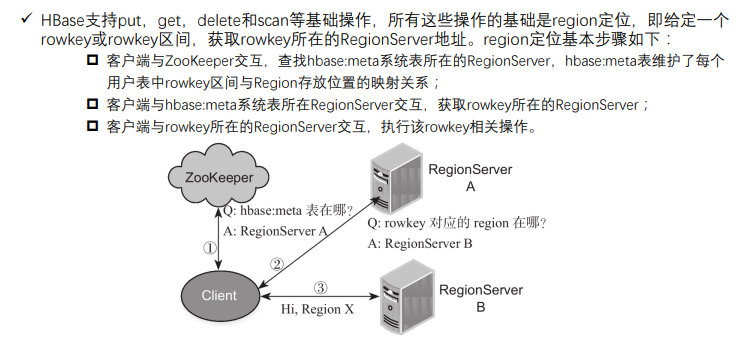 ✓ HBase支持put，get，delete和scan等基础操作，所有这些操作的基础是region定位，即给定一个
rowkey或rowkey区间，获取rowkey所在的RegionServer地址。region定位基本步骤如下：
客户端与ZooKeeper交互，查找hbase:meta系统表所在的RegionServer，hbase:meta表维护了每个
用户表中rowkey区间与Region存放位置的映射关系；
客户端与hbase:meta系统表所在RegionServer交互，获取rowkey所在的RegionServer；
客户端与rowkey所在的RegionServer交互，执行该rowkey相关操作。
ZooKeeper
RegionServer
A
Q: hbase:meta 表在哪?
A: RegionServer A
Q: rowkey 对应的 region 在哪?
A: RegionServer B
①
②
③
Client
Hi, Region X
RegionServer
B